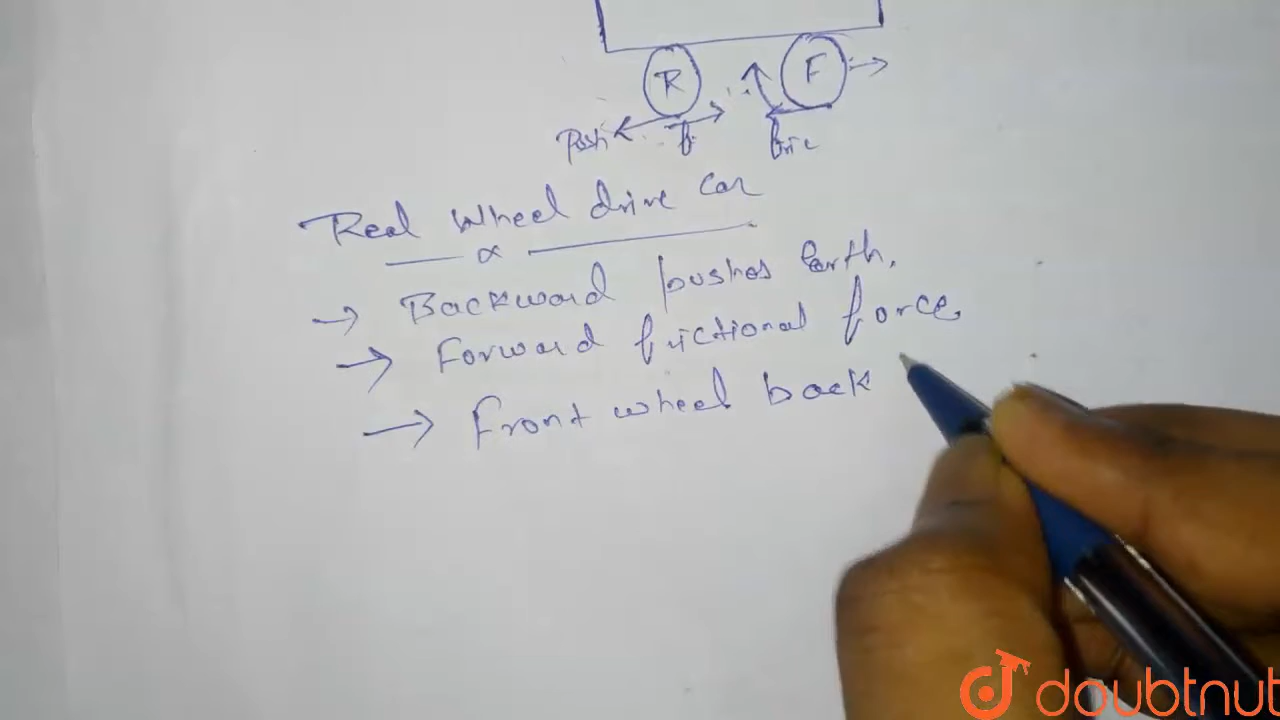 R F
Push f fric
Real wheel drive car
→ Backward pushes Earth.
→ Forward frictional force
→ Front wheel back
doubtnut